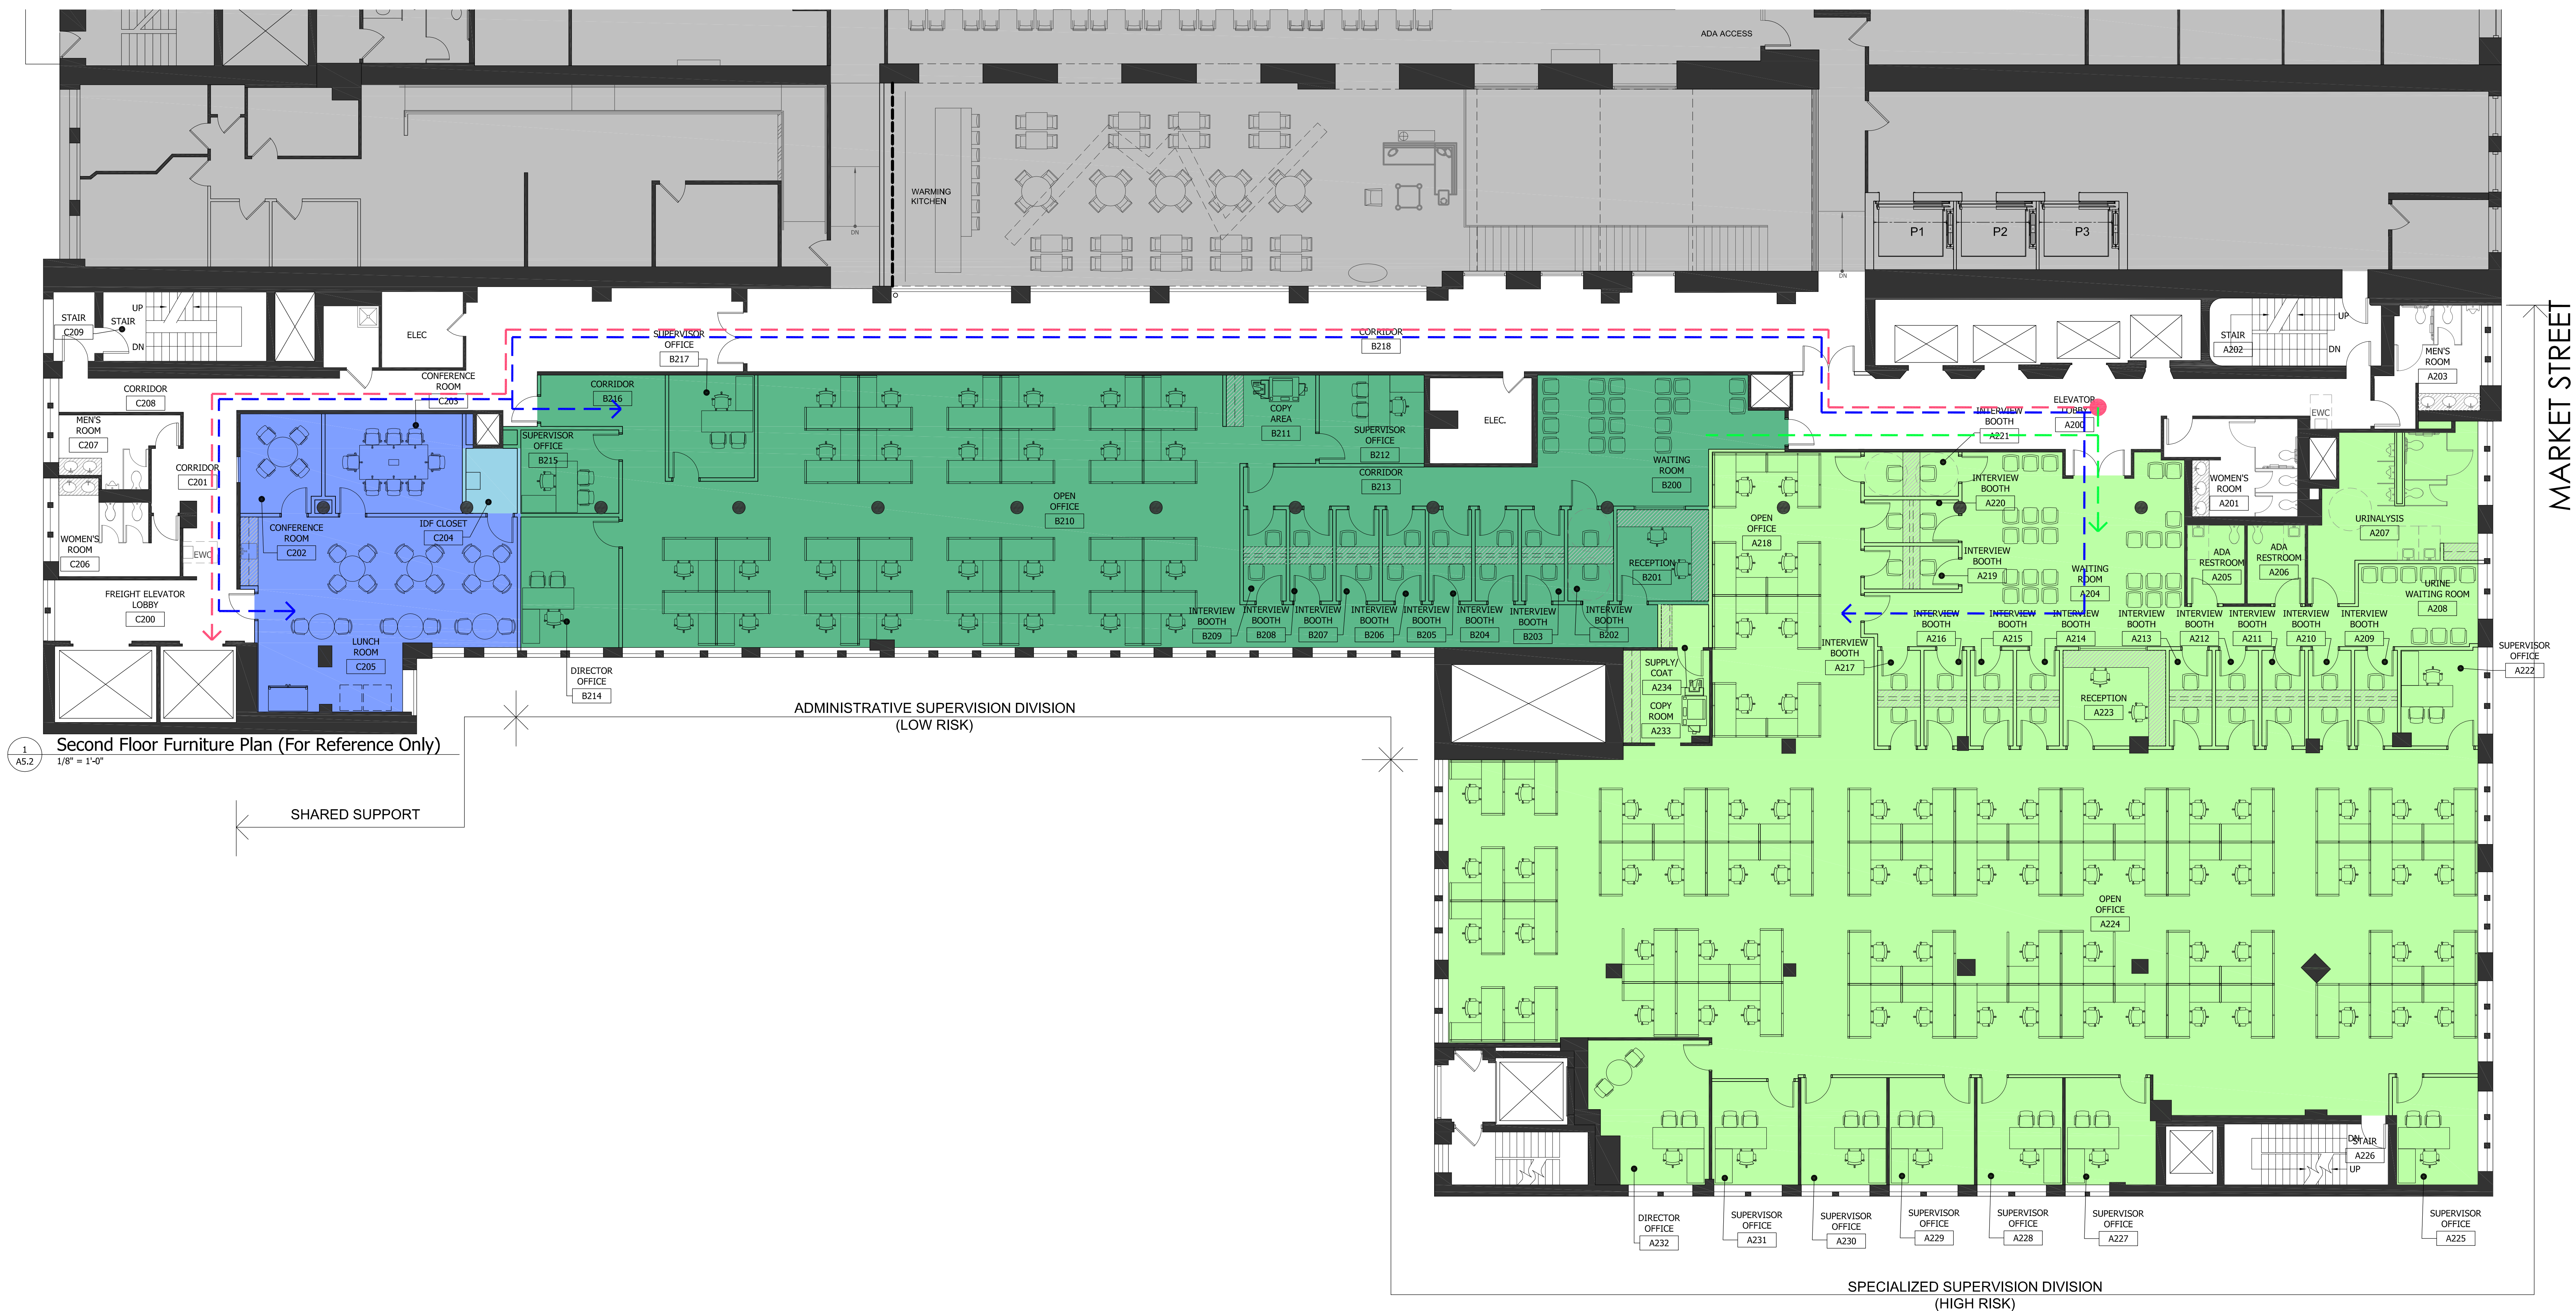 ADA ACCESS
WARMING
KITCHEN
DN
DN
P1
P2
P3
MARKET STREET
STAIR
C209
STAIR
UP
DN
ELEC
SUPERVISOR
OFFICE
B217
CORRIDOR
B218
STAIR
A202
UP
DN
MEN'S
ROOM
A203
EWC
CORRIDOR
C208
CONFERENCE
ROOM
C203
CORRIDOR
B216
MEN'S
ROOM
C207
CORRIDOR
C201
WOMEN'S
ROOM
C206
EWC
FREIGHT ELEVATOR
LOBBY
C200
CONFERENCE
ROOM
C202
IDF CLOSET
C204
LUNCH
ROOM
C205
SUPERVISOR
OFFICE
B215
DIRECTOR
OFFICE
B214
OPEN
OFFICE
B210
COPY
AREA
B211
SUPERVISOR
OFFICE
B212
CORRIDOR
B213
ELEC.
WAITING
ROOM
B200
RECEPTION
B201
INTERVIEW
BOOTH
B209
INTERVIEW
BOOTH
B208
INTERVIEW
BOOTH
B207
INTERVIEW
BOOTH
B206
INTERVIEW
BOOTH
B205
INTERVIEW
BOOTH
B204
INTERVIEW
BOOTH
B203
INTERVIEW
BOOTH
B202
ELEVATOR
LOBBY
A200
INTERVIEW
BOOTH
A221
INTERVIEW
BOOTH
A220
INTERVIEW
BOOTH
A219
OPEN
OFFICE
A218
WAITING
ROOM
A204
WOMEN'S
ROOM
A201
ADA
RESTROOM
A205
ADA
RESTROOM
A206
URINALYSIS
A207
URINE
WAITING ROOM
A208
INTERVIEW
BOOTH
A217
INTERVIEW
BOOTH
A216
INTERVIEW
BOOTH
A215
INTERVIEW
BOOTH
A214
INTERVIEW
BOOTH
A213
INTERVIEW
BOOTH
A212
INTERVIEW
BOOTH
A211
INTERVIEW
BOOTH
A210
INTERVIEW
BOOTH
A209
SUPERVISOR
OFFICE
A222
RECEPTION
A223
SUPPLY/
COAT
A234
COPY
ROOM
A233
ADMINISTRATIVE SUPERVISION DIVISION
(LOW RISK)
1
A5.2
Second Floor Furniture Plan (For Reference Only)
1/8" = 1'-0"
SHARED SUPPORT
OPEN
OFFICE
A224
DN
STAIR
A226
UP
DIRECTOR
OFFICE
A232
SUPERVISOR
OFFICE
A231
SUPERVISOR
OFFICE
A230
SUPERVISOR
OFFICE
A229
SUPERVISOR
OFFICE
A228
SUPERVISOR
OFFICE
A227
SUPERVISOR
OFFICE
A225
SPECIALIZED SUPERVISION DIVISION
(HIGH RISK)